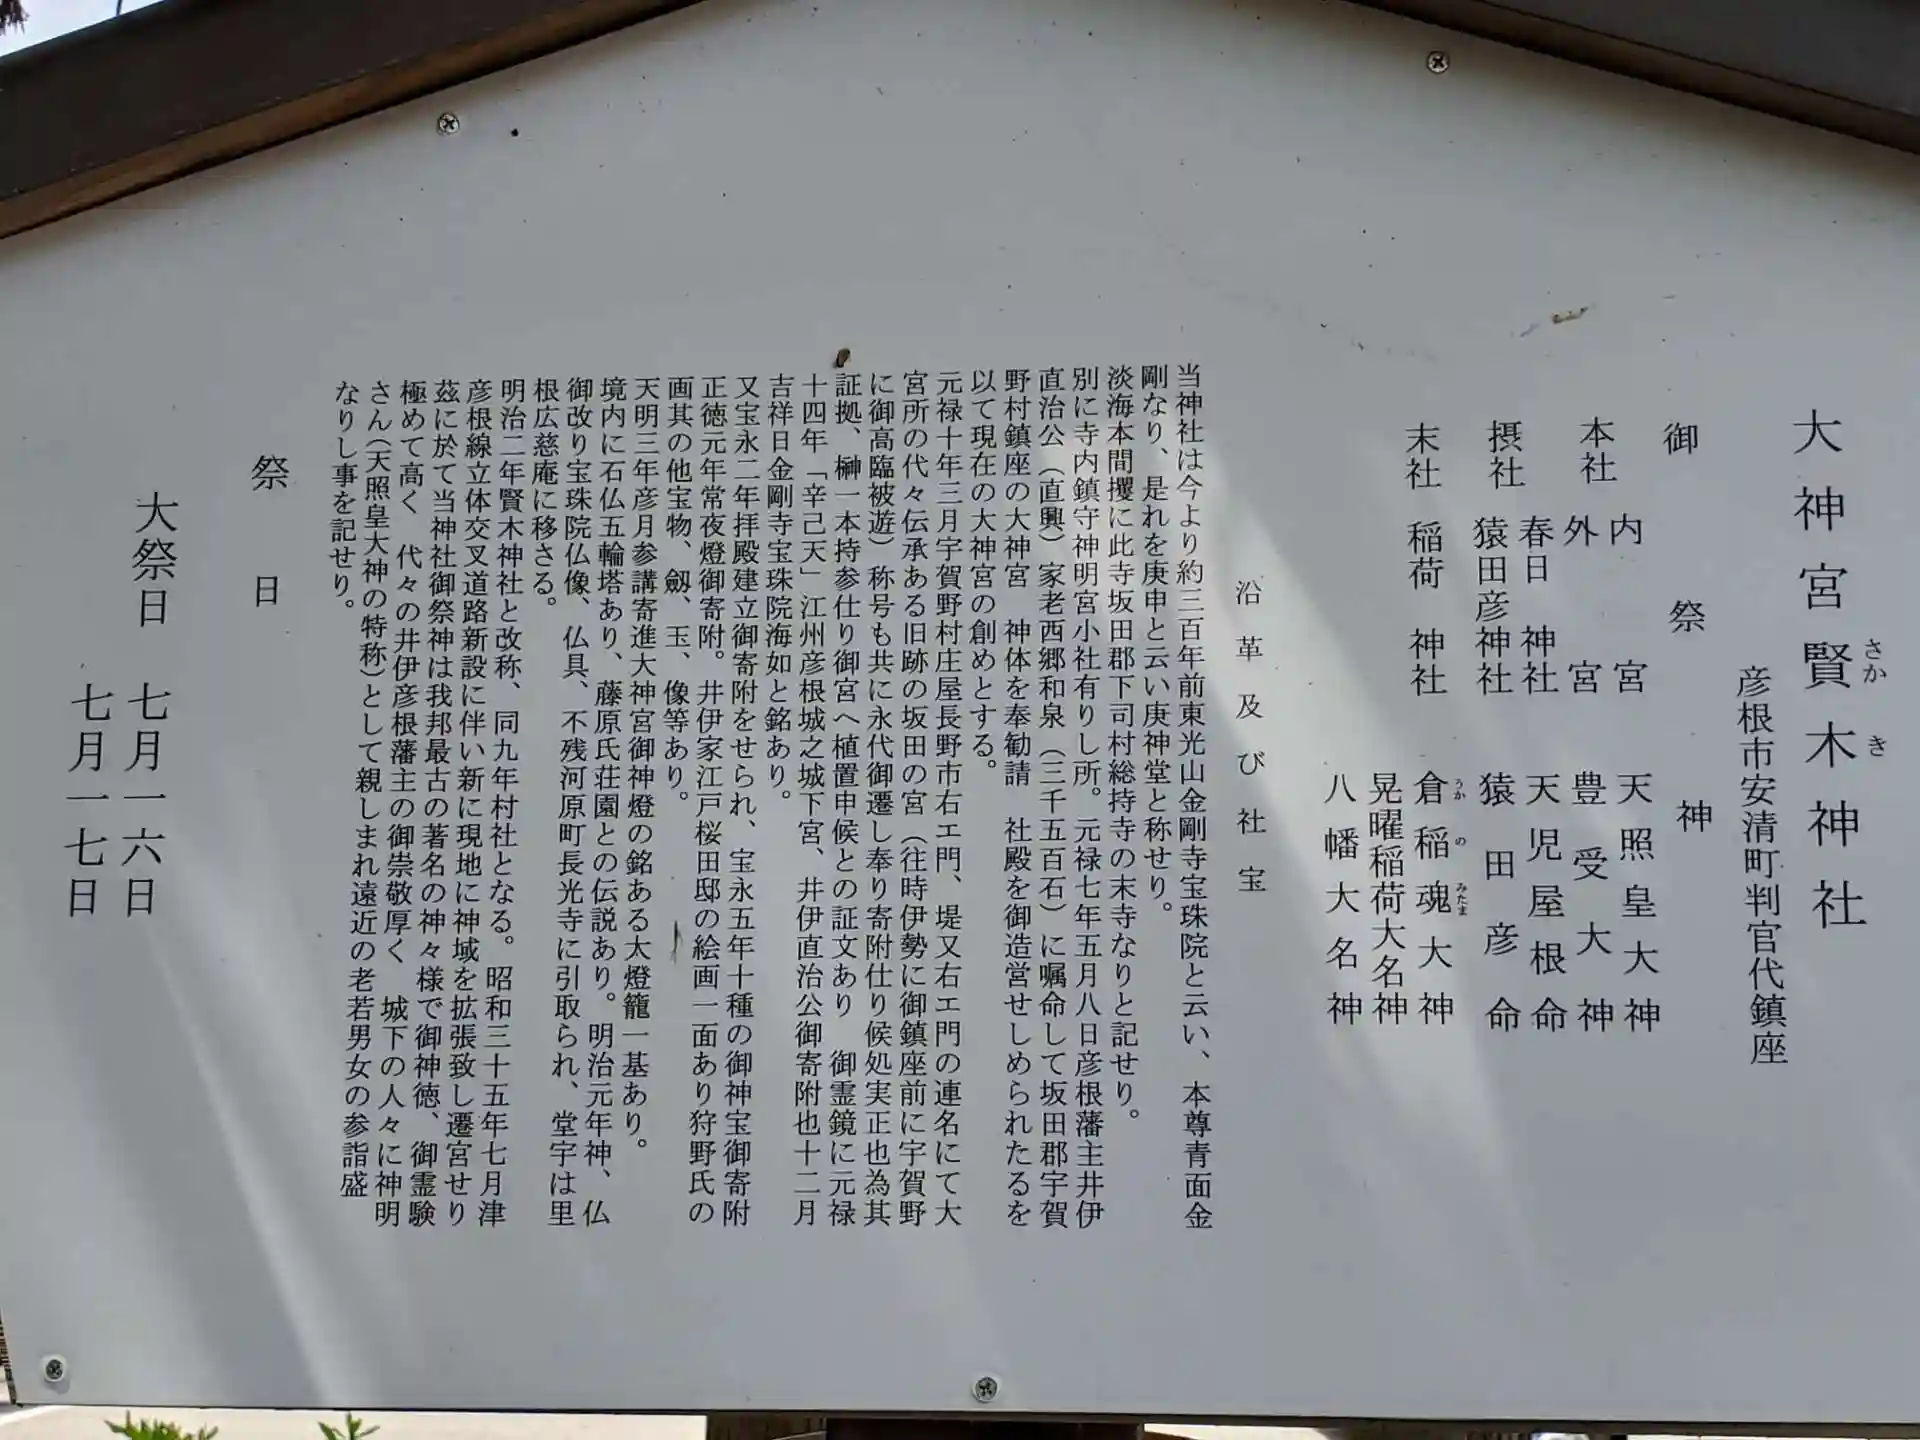 大神宮賢木神社
さか き
彦根市安清町判官代鎮座
御祭神
本社 内宮 天照皇大神
外宮 豊受大神
摂社 春日神社 天児屋根命
猿田彦神社 猿田彦命
末社 稲荷神社 倉稲魂大神
うか の みたま
晃曜稲荷大名神
八幡大名神
沿革及び社宝
当神社は今より約三百年前東光山金剛寺宝珠院と云い、本尊青面金
剛なり、是れを庚申と云い庚神堂と称せり。
淡海本間攫に此寺坂田郡下司村総持寺の末寺なりと記せり。
別に寺内鎮守神明宮小社有りし所。元禄七年五月八日彦根藩主井伊
直治公（直興）家老西郷和泉（三千五百石）に嘱命して坂田郡宇賀
野村鎮座の大神宮 神体を奉勧請 社殿を御造営せしめられたるを
以て現在の大神宮の創めとする。
元禄十年三月宇賀野村庄屋長野市右エ門、堤又右エ門の連名にて大
宮所の代々伝承ある旧跡の坂田の宮（往時伊勢に御鎮座前に宇賀野
に御高臨被遊）称号も共に永代御遷し奉り寄附仕り候処実正也為其
証拠、榊一本持参仕り御宮へ植置申候との証文あり 御霊鏡に元禄
十四年「辛己天」江州彦根城之城下宮、井伊直治公御寄附也十二月
吉祥日金剛寺宝珠院海如と銘あり。
又宝永二年拝殿建立御寄附をせられ、宝永五年十種の御神宝御寄附
正徳元年常夜燈御寄附。井伊家江戸桜田邸の絵画一面あり狩野氏の
画其の他宝物、劔、玉、像等あり。
天明三年彦月参講寄進大神宮御神燈の銘ある太燈籠一基あり。
境内に石仏五輪塔あり、藤原氏荘園との伝説あり。明治元年神、仏
御改り宝珠院仏像、仏具、不残河原町長光寺に引取られ、堂宇は里
根広慈庵に移さる。
明治二年賢木神社と改称、同九年村社となる。昭和三十五年七月津
彦根線立体交叉道路新設に伴い新に現地に神域を拡張致し遷宮せり
茲に於て当神社御祭神は我邦最古の著名の神々様で御神徳、御霊験
極めて高く 代々の井伊彦根藩主の御崇敬厚く 城下の人々に神明
さん（天照皇大神の特称）として親しまれ遠近の老若男女の参詣盛
なりし事を記せり。
祭日
大祭日 七月一六日
七月一七日